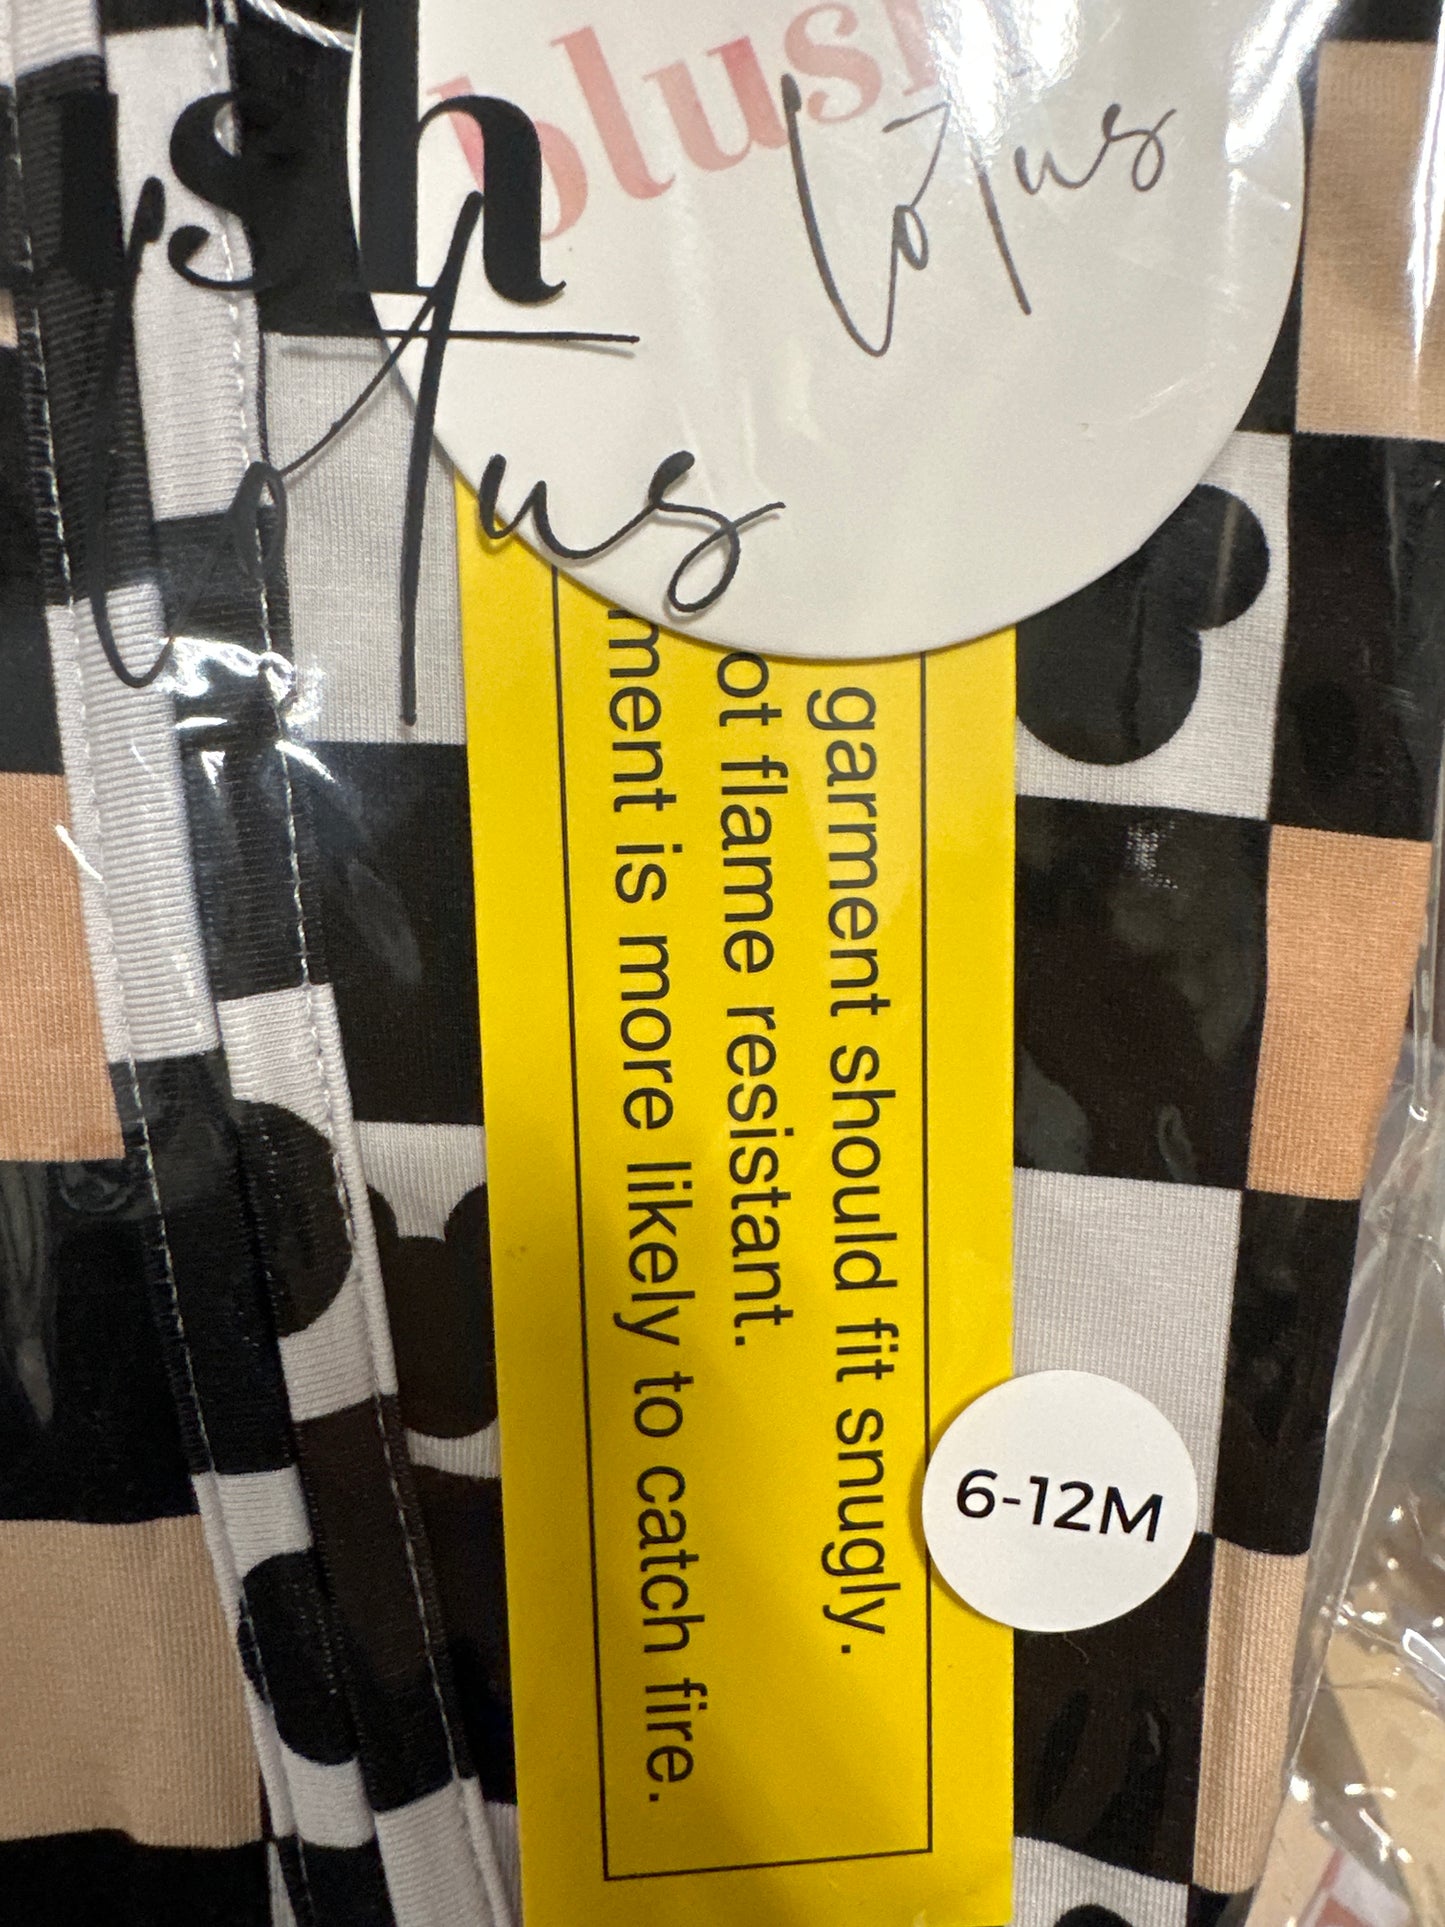 sh
lotus
blush
lotus
garment should fit snugly.
ot flame resistant.
ment is more likely to catch fire.
6-12M